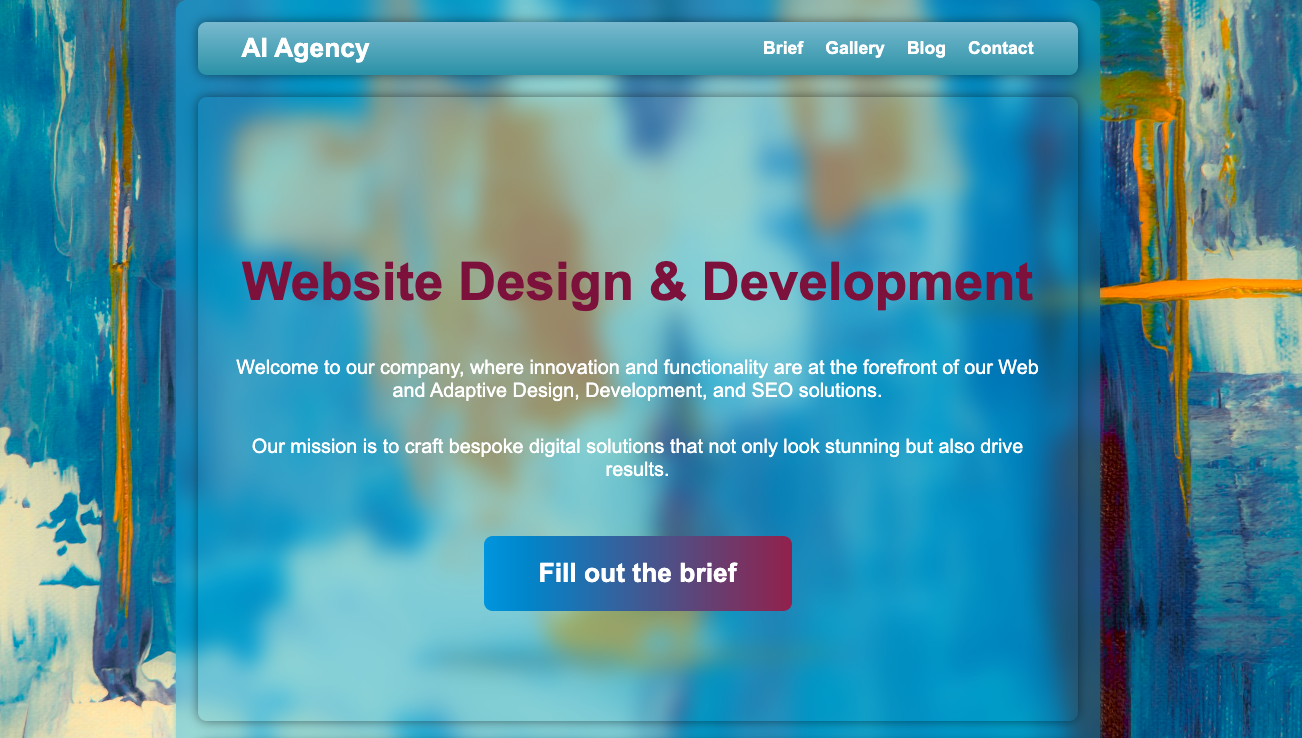 AI Agency
Brief Gallery Blog Contact
Website Design & Development
Welcome to our company, where innovation and functionality are at the forefront of our Web
and Adaptive Design, Development, and SEO solutions.
Our mission is to craft bespoke digital solutions that not only look stunning but also drive
results.
Fill out the brief